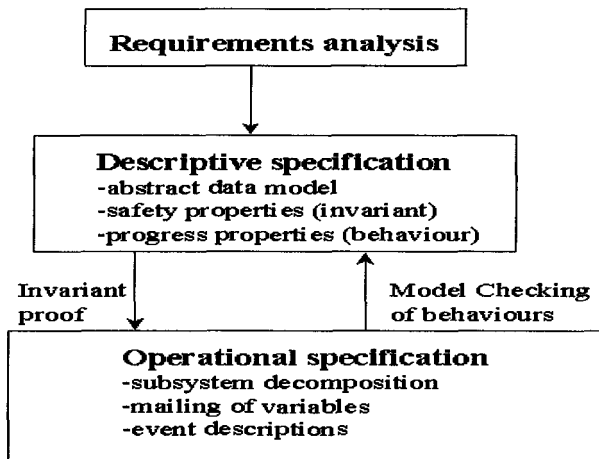 Requirements analysis
Descriptive specification
-abstract data model
-safety properties (invariant)
-progress properties (behaviour)
Invariant
proof
Model Checking
of behaviours
Operational specification
-subsystem decomposition
-mailing of variables
-event descriptions